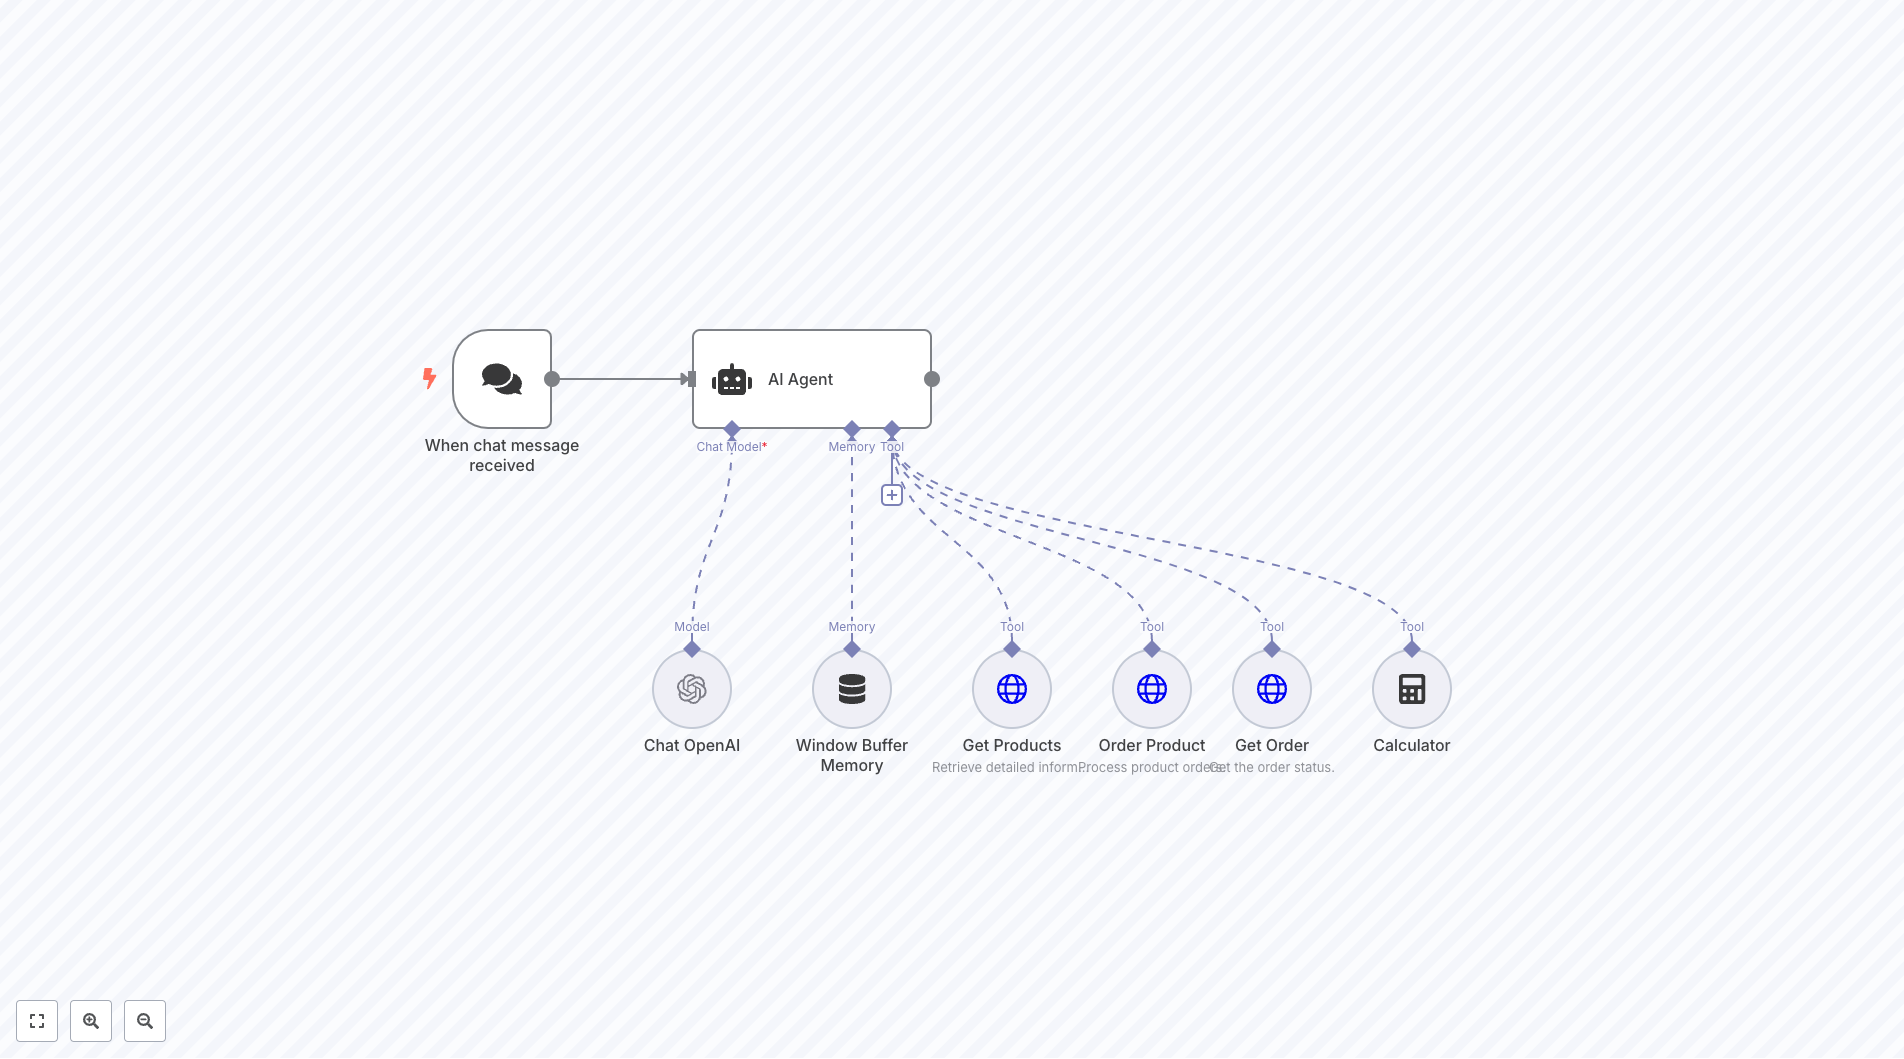 AI Agent
When chat message
received
Chat Model*
Memory
Tool
Model
Memory
Tool
Tool
Tool
Tool
Chat OpenAI
Window Buffer
Memory
Get Products
Retrieve detailed inform...
Order Product
Process product orders.
Get Order
Get the order status.
Calculator